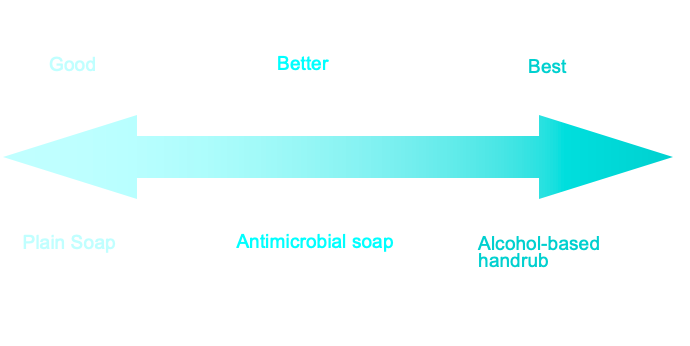 Good
Better
Best
Plain Soap
Antimicrobial soap
Alcohol-based
handrub